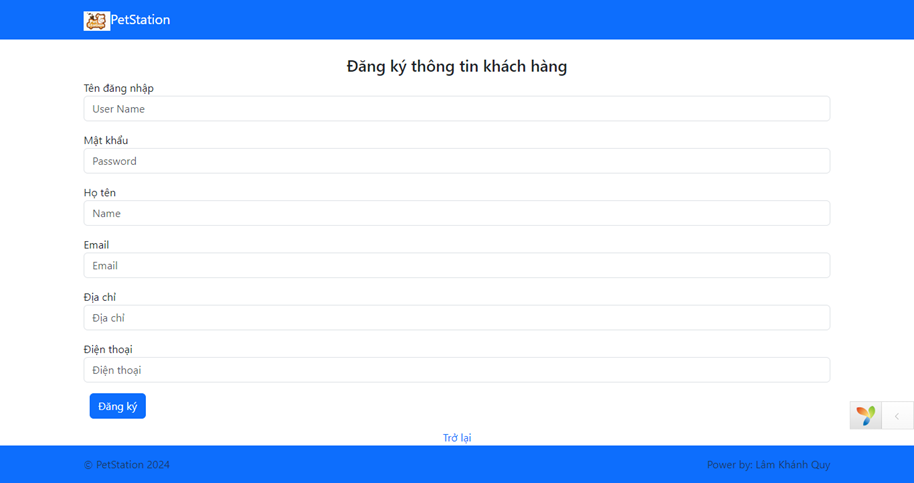 PetStation
Đăng ký thông tin khách hàng
Tên đăng nhập
User Name
Mật khẩu
Password
Họ tên
Name
Email
Email
Địa chỉ
Địa chỉ
Điện thoại
Điện thoại
Đăng ký
Trở lại
© PetStation 2024
Power by: Lâm Khánh Quy